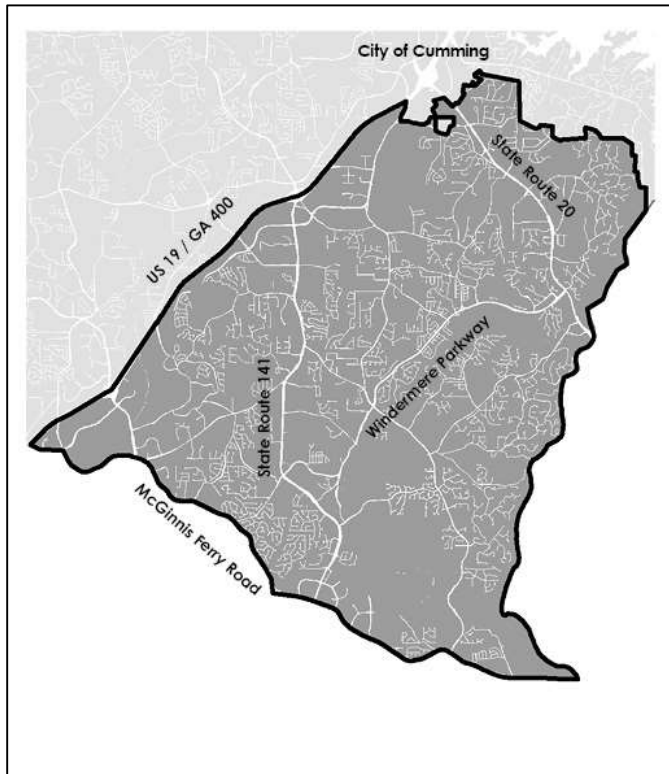 City of Cumming
State Route 20
US 19 / GA 400
Windermere Parkway
State Route 141
McGinnis Ferry Road